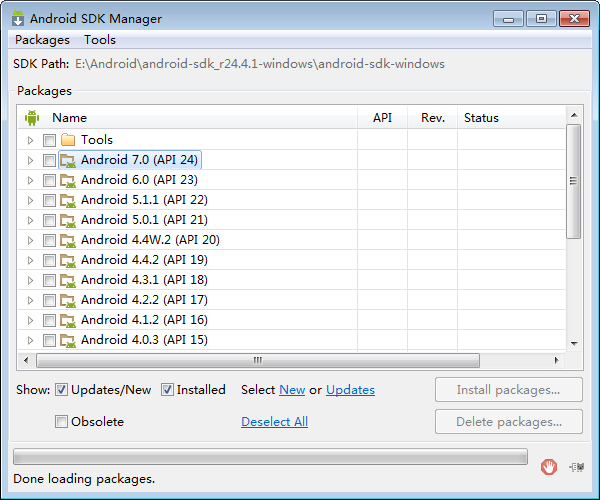 Android SDK Manager
Packages Tools
SDK Path: E:\Android\android-sdk_r24.4.1-windows\android-sdk-windows
Packages
Name API Rev. Status
Tools
Android 7.0 (API 24)
Android 6.0 (API 23)
Android 5.1.1 (API 22)
Android 5.0.1 (API 21)
Android 4.4W.2 (API 20)
Android 4.4.2 (API 19)
Android 4.3.1 (API 18)
Android 4.2.2 (API 17)
Android 4.1.2 (API 16)
Android 4.0.3 (API 15)
Show: Updates/New Installed Select New or Updates Install packages...
Obsolete Deselect All Delete packages...
Done loading packages.